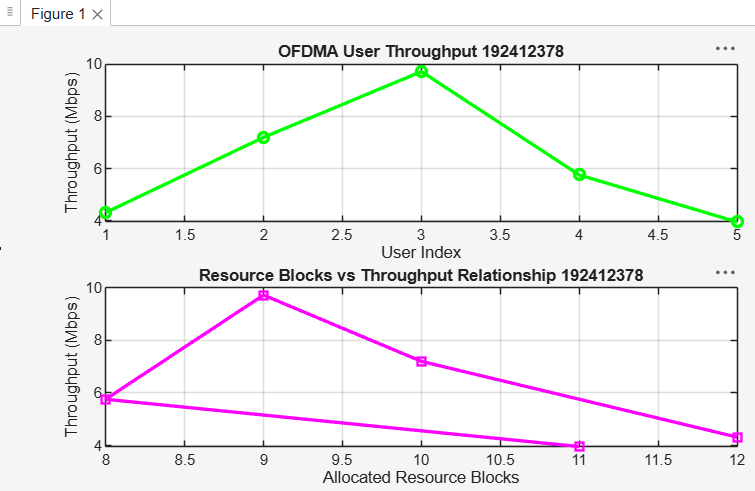 Figure 1
OFDMA User Throughput 192412378
Throughput (Mbps)
10
8
6
4
1 1.5 2 2.5 3 3.5 4 4.5 5
User Index
Resource Blocks vs Throughput Relationship 192412378
Throughput (Mbps)
10
8
6
4
8 8.5 9 9.5 10 10.5 11 11.5 12
Allocated Resource Blocks